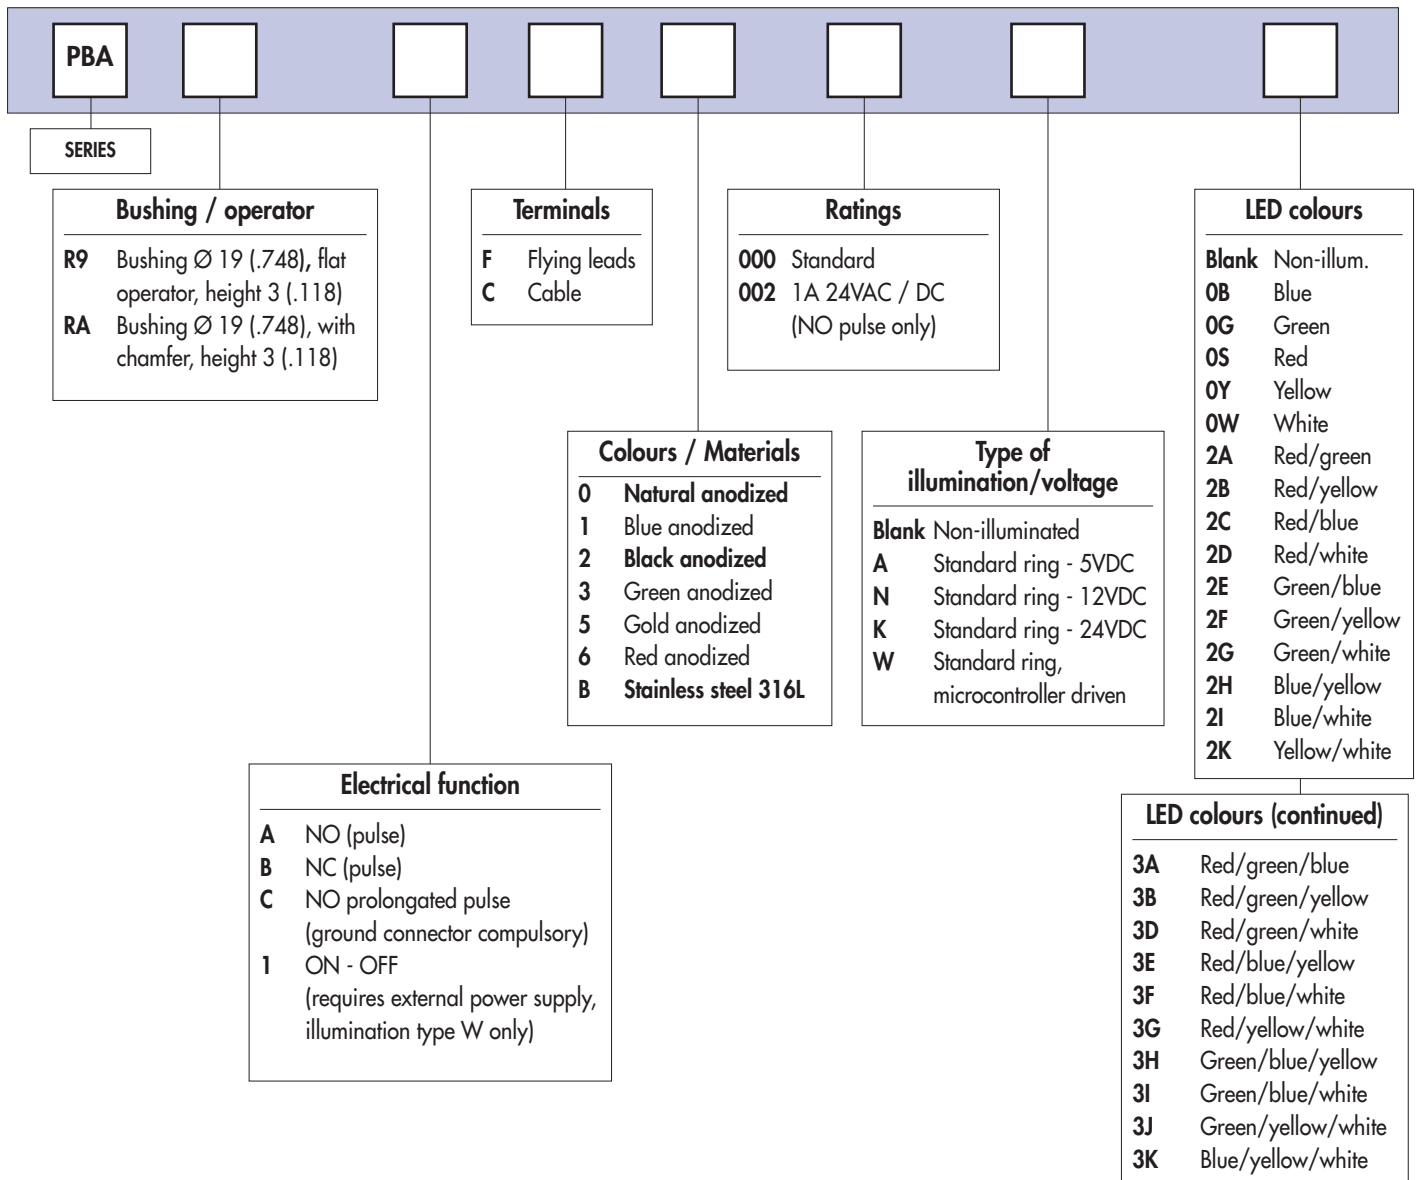 PBA
SERIES
Bushing / operator
R9 Bushing Ø 19 (.748), flat
operator, height 3 (.118)
RA Bushing Ø 19 (.748), with
chamfer, height 3 (.118)
Terminals
F Flying leads
C Cable
Ratings
000 Standard
002 1A 24VAC / DC
(NO pulse only)
LED colours
Blank Non-illum.
0B Blue
0G Green
0S Red
0Y Yellow
0W White
2A Red/green
2B Red/yellow
2C Red/blue
2D Red/white
2E Green/blue
2F Green/yellow
2G Green/white
2H Blue/yellow
2I Blue/white
2K Yellow/white
Colours / Materials
0 Natural anodized
1 Blue anodized
2 Black anodized
3 Green anodized
5 Gold anodized
6 Red anodized
B Stainless steel 316L
Type of
illumination/voltage
Blank Non-illuminated
A Standard ring - 5VDC
N Standard ring - 12VDC
K Standard ring - 24VDC
W Standard ring,
microcontroller driven
Electrical function
A NO (pulse)
B NC (pulse)
C NO prolongated pulse
(ground connector compulsory)
1 ON - OFF
(requires external power supply,
illumination type W only)
LED colours (continued)
3A Red/green/blue
3B Red/green/yellow
3D Red/green/white
3E Red/blue/yellow
3F Red/blue/white
3G Red/yellow/white
3H Green/blue/yellow
3I Green/blue/white
3J Green/yellow/white
3K Blue/yellow/white